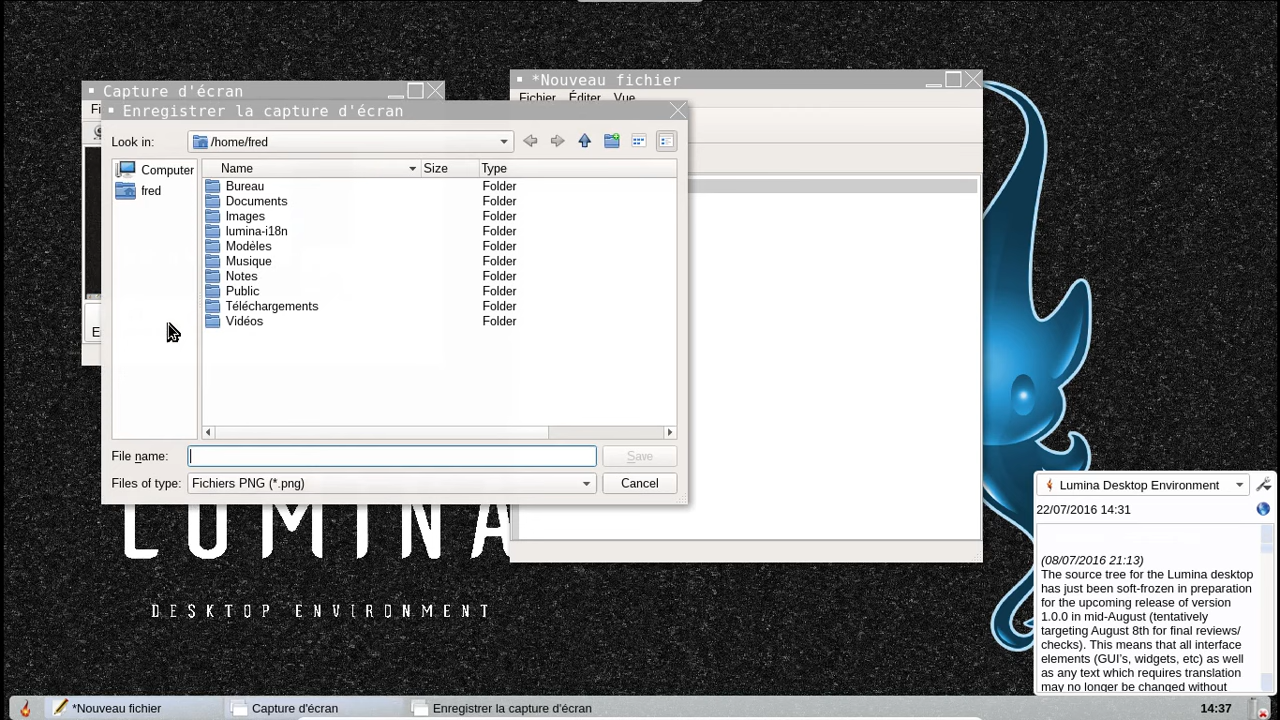 *Nouveau fichier
Capture d'écran
Fichier Éditer Vue
Enregistrer la capture d'écran
Look in: /home/fred
Computer
fred
Name Size Type
Bureau Folder
Documents Folder
Images Folder
lumina-i18n Folder
Modèles Folder
Musique Folder
Notes Folder
Public Folder
Téléchargements Folder
Vidéos Folder
File name: Save
Files of type: Fichiers PNG (*.png) Cancel
LUMINA
DESKTOP ENVIRONMENT
Lumina Desktop Environment
22/07/2016 14:31
(08/07/2016 21:13)
The source tree for the Lumina desktop
has just been soft-frozen in preparation
for the upcoming release of version
1.0.0 in mid-August (tentatively
targeting August 8th for final reviews/
checks). This means that all interface
elements (GUI's, widgets, etc) as well
as any text which requires translation
may no longer be changed without
*Nouveau fichier Capture d'écran Enregistrer la capture d'écran 14:37